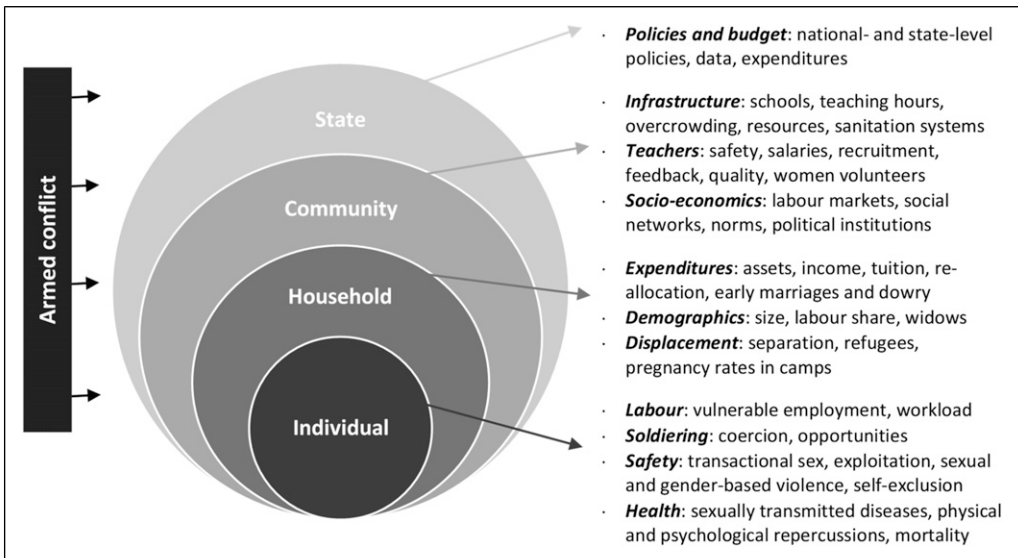 Armed conflict
State
Community
Household
Individual
· Policies and budget: national- and state-level
policies, data, expenditures
· Infrastructure: schools, teaching hours,
overcrowding, resources, sanitation systems
· Teachers: safety, salaries, recruitment,
feedback, quality, women volunteers
· Socio-economics: labour markets, social
networks, norms, political institutions
· Expenditures: assets, income, tuition, re-
allocation, early marriages and dowry
· Demographics: size, labour share, widows
· Displacement: separation, refugees,
pregnancy rates in camps
· Labour: vulnerable employment, workload
· Soldiering: coercion, opportunities
· Safety: transactional sex, exploitation, sexual
and gender-based violence, self-exclusion
· Health: sexually transmitted diseases, physical
and psychological repercussions, mortality